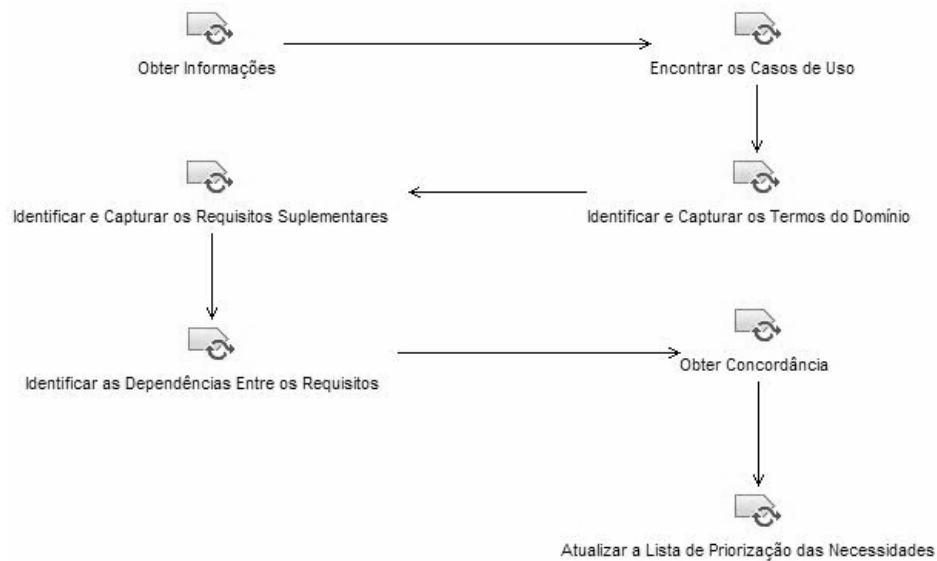 Obter Informações
Encontrar os Casos de Uso
Identificar e Capturar os Termos do Domínio
Identificar e Capturar os Requisitos Suplementares
Identificar as Dependências Entre os Requisitos
Obter Concordância
Atualizar a Lista de Priorização das Necessidades